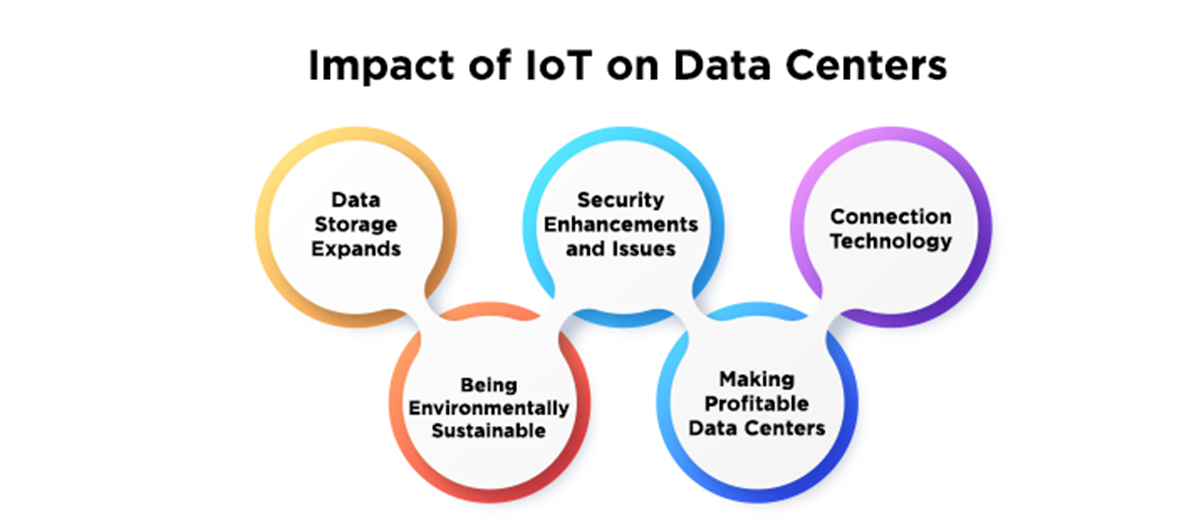 Impact of IoT on Data Centers
Data
Storage
Expands
Being
Environmentally
Sustainable
Security
Enhancements
and Issues
Making
Profitable
Data Centers
Connection
Technology